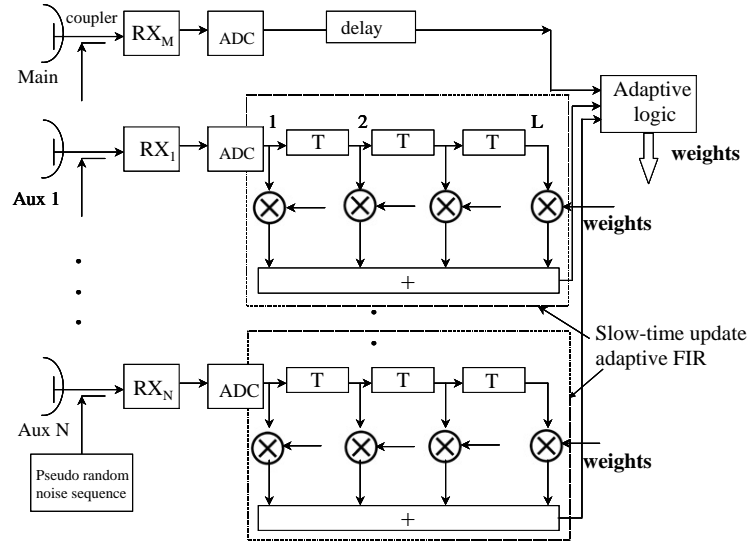 coupler
Main
RX_M
ADC
delay
Adaptive
logic
weights
Aux 1
RX_1
ADC
1
2
L
T
T
T
weights
+
Slow-time update
adaptive FIR
Aux N
RX_N
ADC
T
T
T
weights
+
Pseudo random
noise sequence